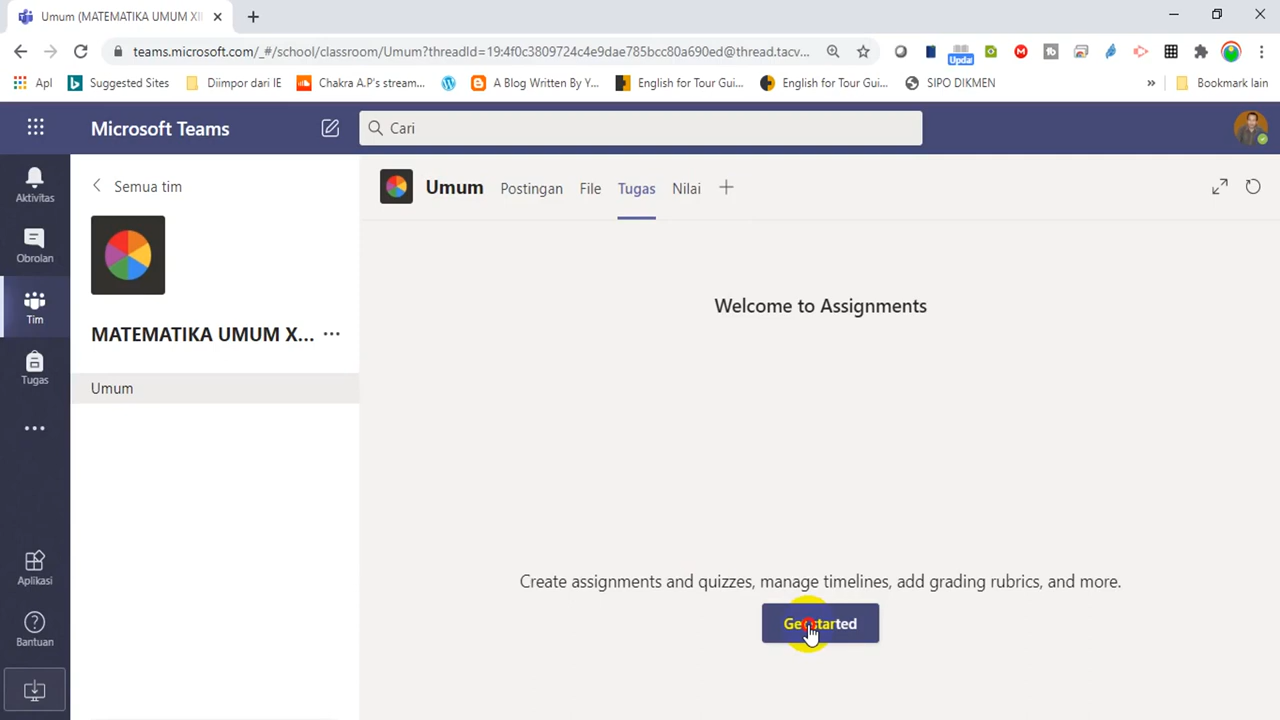 Umum (MATEMATIKA UMUM XI
teams.microsoft.com/_#/school/classroom/Umum?threadId=19:4f0c3809724c4e9dae785bcc80a690ed@thread.tacv...
Upda
Apl
Suggested Sites
Diimpor dari IE
Chakra A.P's stream...
A Blog Written By Y...
English for Tour Gui...
English for Tour Gui...
SIPO DIKMEN
»
Bookmark lain
Microsoft Teams
Cari
Aktivitas
Obrolan
Tim
Tugas
Aplikasi
Bantuan
Semua tim
MATEMATIKA UMUM X...
Umum
Umum
Postingan
File
Tugas
Nilai
Welcome to Assignments
Create assignments and quizzes, manage timelines, add grading rubrics, and more.
Get started